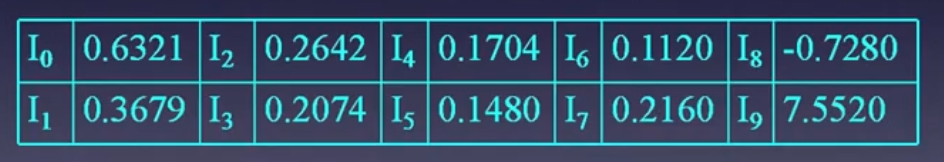 I₀ 0.6321 I₂ 0.2642 I₄ 0.1704 I₆ 0.1120 I₈ -0.7280
I₁ 0.3679 I₃ 0.2074 I₅ 0.1480 I₇ 0.2160 I₉ 7.5520